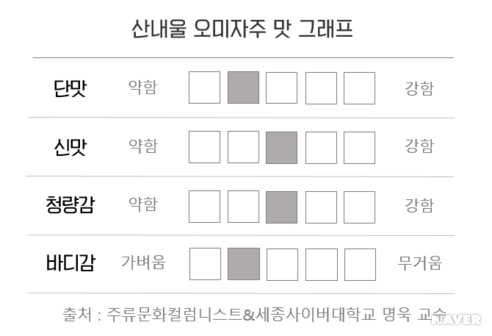 산내울 오미자주 맛 그래프
단맛 약함 강함
신맛 약함 강함
청량감 약함 강함
바디감 가벼움 무거움
출처 : 주류문화컬럼니스트&세종사이버대학교 명욱 교수
NAVER